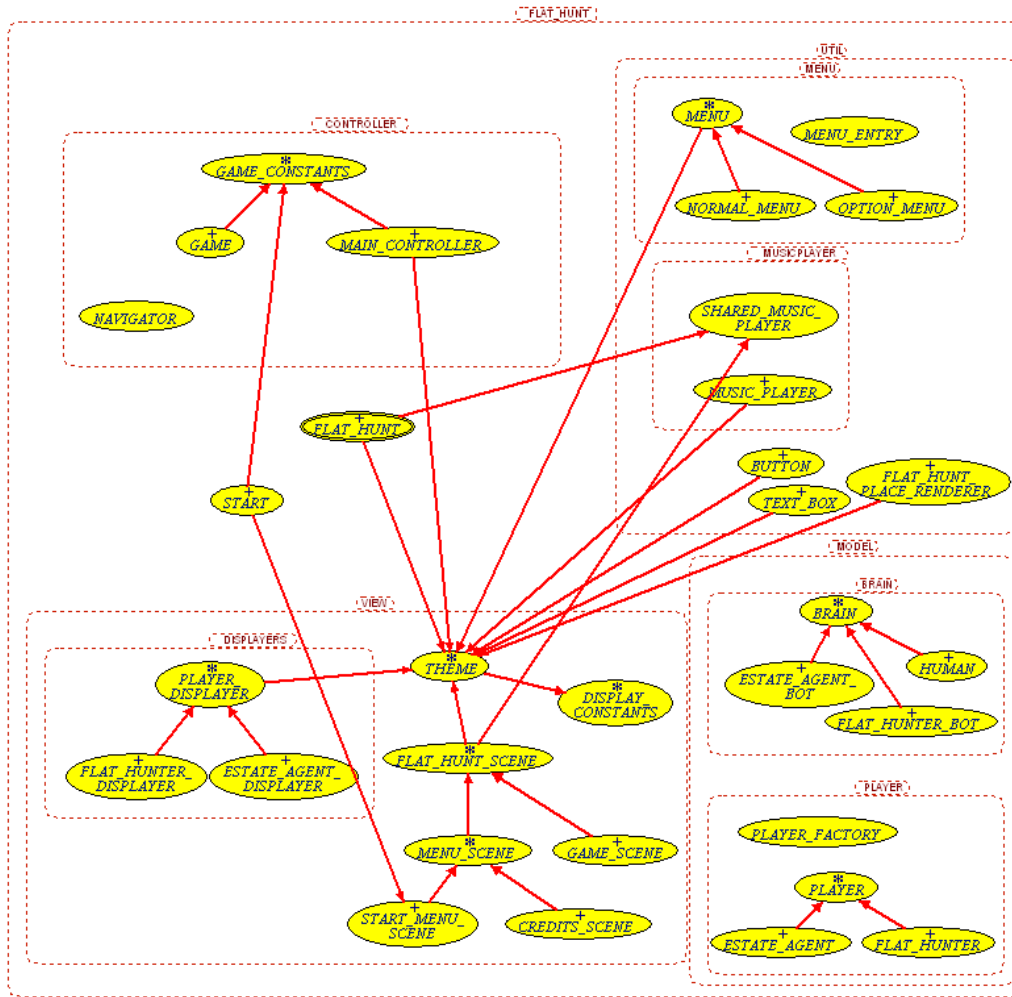 FLAT_HUNT
UTIL
MENU
*
MENU
MENU_ENTRY
+
NORMAL_MENU
+
OPTION_MENU
CONTROLLER
*
GAME_CONSTANTS
+
GAME
+
MAIN_CONTROLLER
NAVIGATOR
MUSICPLAYER
SHARED_MUSIC_
PLAYER
+
MUSIC_PLAYER
+
FLAT_HUNT
+
START
+
BUTTON
+
TEXT_BOX
+
FLAT_HUNT_
PLACE_RENDERER
MODEL
BRAIN
*
BRAIN
+
ESTATE_AGENT_
BOT
+
HUMAN
+
FLAT_HUNTER_BOT
VIEW
DISPLAYERS
*
PLAYER_
DISPLAYER
+
FLAT_HUNTER_
DISPLAYER
+
ESTATE_AGENT_
DISPLAYER
*
THEME
*
DISPLAY_
CONSTANTS
*
FLAT_HUNT_SCENE
*
MENU_SCENE
+
GAME_SCENE
+
START_MENU_
SCENE
+
CREDITS_SCENE
PLAYER
PLAYER_FACTORY
*
PLAYER
+
ESTATE_AGENT
+
FLAT_HUNTER